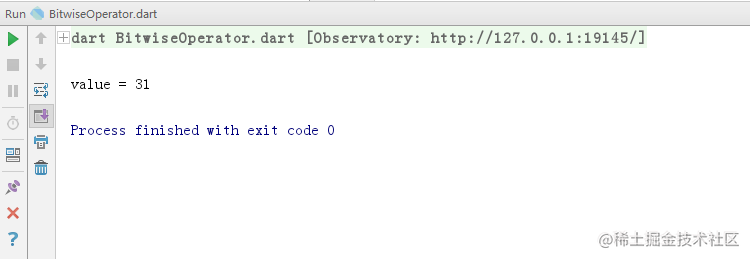 Run BitwiseOperator.dart
dart BitwiseOperator.dart [Observatory: http://127.0.0.1:19145/]
value = 31
Process finished with exit code 0
@稀土掘金技术社区